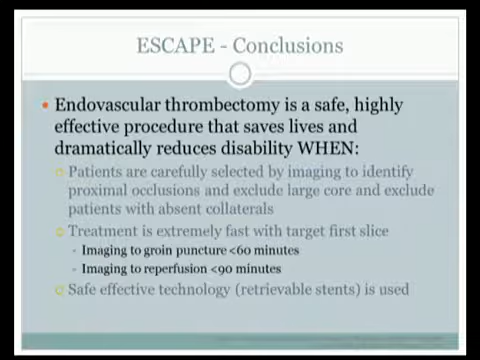 ESCAPE - Conclusions
Endovascular thrombectomy is a safe, highly
effective procedure that saves lives and
dramatically reduces disability WHEN:
Patients are carefully selected by imaging to identify
proximal occlusions and exclude large core and exclude
patients with absent collaterals
Treatment is extremely fast with target first slice
Imaging to groin puncture <60 minutes
Imaging to reperfusion <90 minutes
Safe effective technology (retrievable stents) is used